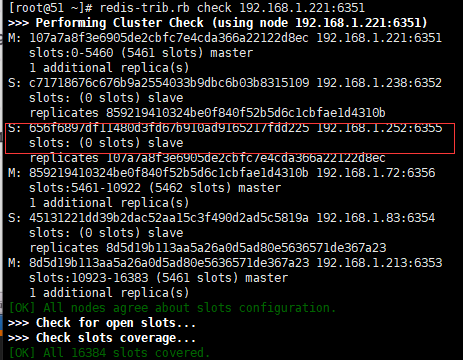 [root@51 ~]# redis-trib.rb check 192.168.1.221:6351
>>> Performing Cluster Check (using node 192.168.1.221:6351)
M: 107a7a8f3e6905de2cbfc7e4cda366a22122d8ec 192.168.1.221:6351
slots:0-5460 (5461 slots) master
1 additional replica(s)
S: c71718676c676b9a2554033b9dbc6b03b8315109 192.168.1.238:6352
slots: (0 slots) slave
replicates 859219410324be0f840f52b5d6c1cbfae1d4310b
S: 656f6897df11480d3fd67b910ad9165217fdd225 192.168.1.252:6355
slots: (0 slots) slave
replicates 107a7a8f3e6905de2cbfc7e4cda366a22122d8ec
M: 859219410324be0f840f52b5d6c1cbfae1d4310b 192.168.1.72:6356
slots:5461-10922 (5462 slots) master
1 additional replica(s)
S: 45131221dd39b2dac52aa15c3f490d2ad5c5819a 192.168.1.83:6354
slots: (0 slots) slave
replicates 8d5d19b113aa5a26a0d5ad80e5636571de367a23
M: 8d5d19b113aa5a26a0d5ad80e5636571de367a23 192.168.1.213:6353
slots:10923-16383 (5461 slots) master
1 additional replica(s)
[OK] All nodes agree about slots configuration.
>>> Check for open slots...
>>> Check slots coverage...
[OK] All 16384 slots covered.